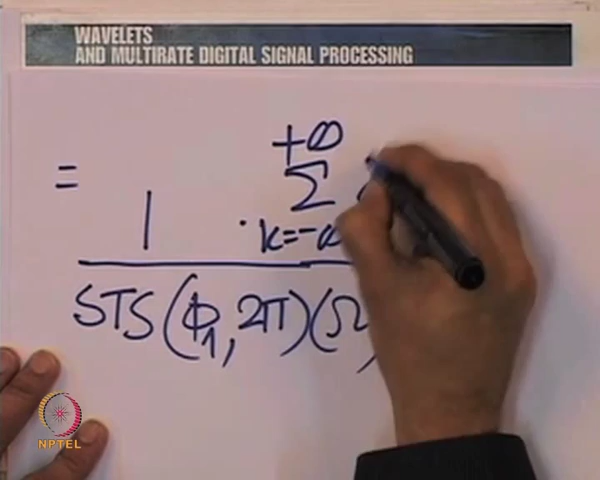 WAVELETS
AND MULTIRATE DIGITAL SIGNAL PROCESSING
+∞
= 1 · Σ
k=-∞
STS(φ₁, 2π)(Ω)
NPTEL